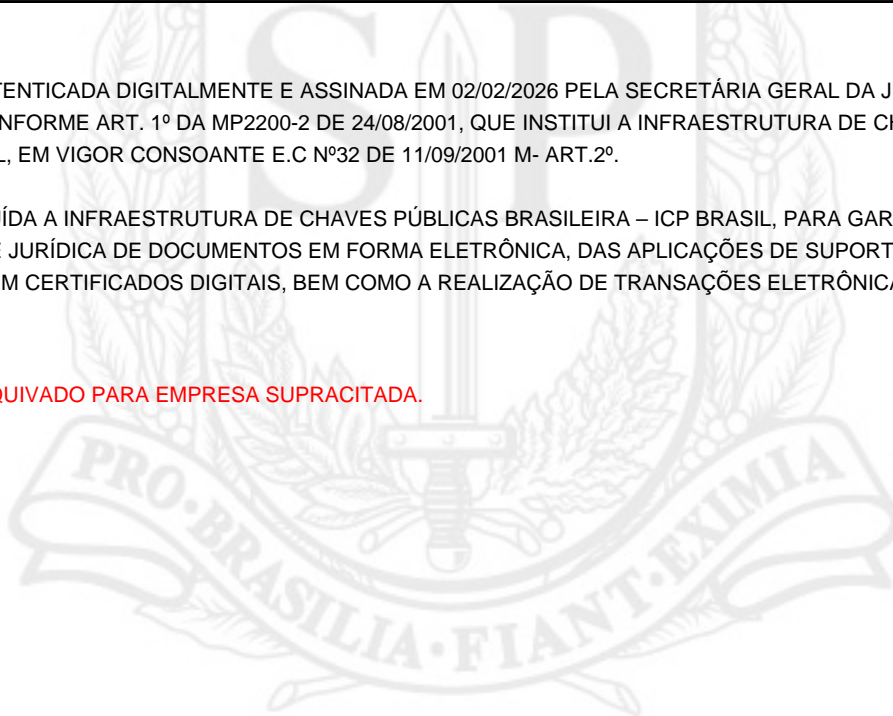 TENTICADA DIGITALMENTE E ASSINADA EM 02/02/2026 PELA SECRETÁRIA GERAL DA J
NFORME ART. 1º DA MP2200-2 DE 24/08/2001, QUE INSTITUI A INFRAESTRUTURA DE CH
L, EM VIGOR CONSOANTE E.C Nº32 DE 11/09/2001 M- ART.2º.
UÍDA A INFRAESTRUTURA DE CHAVES PÚBLICAS BRASILEIRA – ICP BRASIL, PARA GAR
E JURÍDICA DE DOCUMENTOS EM FORMA ELETRÔNICA, DAS APLICAÇÕES DE SUPORT
M CERTIFICADOS DIGITAIS, BEM COMO A REALIZAÇÃO DE TRANSAÇÕES ELETRÔNICA
QUIVADO PARA EMPRESA SUPRACITADA.
SP
PRO•BRASILIA•FIANT•EXIMIA